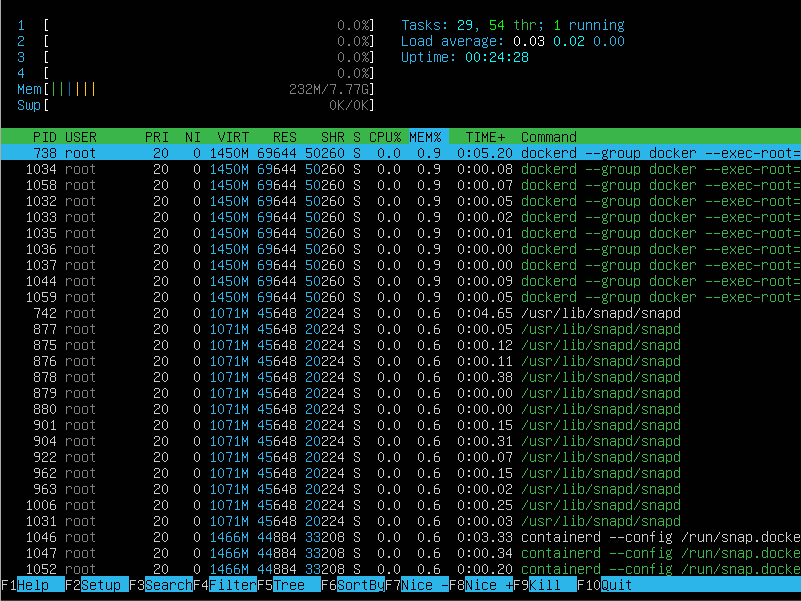 1 [ 0.0%] Tasks: 29, 54 thr; 1 running
2 [ 0.0%] Load average: 0.03 0.02 0.00
3 [ 0.0%] Uptime: 00:24:28
4 [ 0.0%]
Mem[|||||| 232M/7.77G]
Swp[ 0K/0K]
PID USER PRI NI VIRT RES SHR S CPU% MEM% TIME+ Command
738 root 20 0 1450M 69644 50260 S 0.0 0.9 0:05.20 dockerd --group docker --exec-root=
1034 root 20 0 1450M 69644 50260 S 0.0 0.9 0:00.08 dockerd --group docker --exec-root=
1058 root 20 0 1450M 69644 50260 S 0.0 0.9 0:00.07 dockerd --group docker --exec-root=
1032 root 20 0 1450M 69644 50260 S 0.0 0.9 0:00.05 dockerd --group docker --exec-root=
1033 root 20 0 1450M 69644 50260 S 0.0 0.9 0:00.02 dockerd --group docker --exec-root=
1035 root 20 0 1450M 69644 50260 S 0.0 0.9 0:00.01 dockerd --group docker --exec-root=
1036 root 20 0 1450M 69644 50260 S 0.0 0.9 0:00.00 dockerd --group docker --exec-root=
1037 root 20 0 1450M 69644 50260 S 0.0 0.9 0:00.00 dockerd --group docker --exec-root=
1044 root 20 0 1450M 69644 50260 S 0.0 0.9 0:00.09 dockerd --group docker --exec-root=
1059 root 20 0 1450M 69644 50260 S 0.0 0.9 0:00.05 dockerd --group docker --exec-root=
742 root 20 0 1071M 45648 20224 S 0.0 0.6 0:04.65 /usr/lib/snapd/snapd
877 root 20 0 1071M 45648 20224 S 0.0 0.6 0:00.05 /usr/lib/snapd/snapd
875 root 20 0 1071M 45648 20224 S 0.0 0.6 0:00.12 /usr/lib/snapd/snapd
876 root 20 0 1071M 45648 20224 S 0.0 0.6 0:00.11 /usr/lib/snapd/snapd
878 root 20 0 1071M 45648 20224 S 0.0 0.6 0:00.38 /usr/lib/snapd/snapd
879 root 20 0 1071M 45648 20224 S 0.0 0.6 0:00.00 /usr/lib/snapd/snapd
880 root 20 0 1071M 45648 20224 S 0.0 0.6 0:00.00 /usr/lib/snapd/snapd
901 root 20 0 1071M 45648 20224 S 0.0 0.6 0:00.15 /usr/lib/snapd/snapd
904 root 20 0 1071M 45648 20224 S 0.0 0.6 0:00.31 /usr/lib/snapd/snapd
922 root 20 0 1071M 45648 20224 S 0.0 0.6 0:00.07 /usr/lib/snapd/snapd
962 root 20 0 1071M 45648 20224 S 0.0 0.6 0:00.15 /usr/lib/snapd/snapd
963 root 20 0 1071M 45648 20224 S 0.0 0.6 0:00.02 /usr/lib/snapd/snapd
1006 root 20 0 1071M 45648 20224 S 0.0 0.6 0:00.25 /usr/lib/snapd/snapd
1031 root 20 0 1071M 45648 20224 S 0.0 0.6 0:00.03 /usr/lib/snapd/snapd
1046 root 20 0 1466M 44884 33208 S 0.0 0.6 0:03.33 containerd --config /run/snap.docke
1047 root 20 0 1466M 44884 33208 S 0.0 0.6 0:00.34 containerd --config /run/snap.docke
1052 root 20 0 1466M 44884 33208 S 0.0 0.6 0:00.20 containerd --config /run/snap.docke
F1Help F2Setup F3SearchF4FilterF5Tree F6SortByF7Nice -F8Nice +F9Kill F10Quit